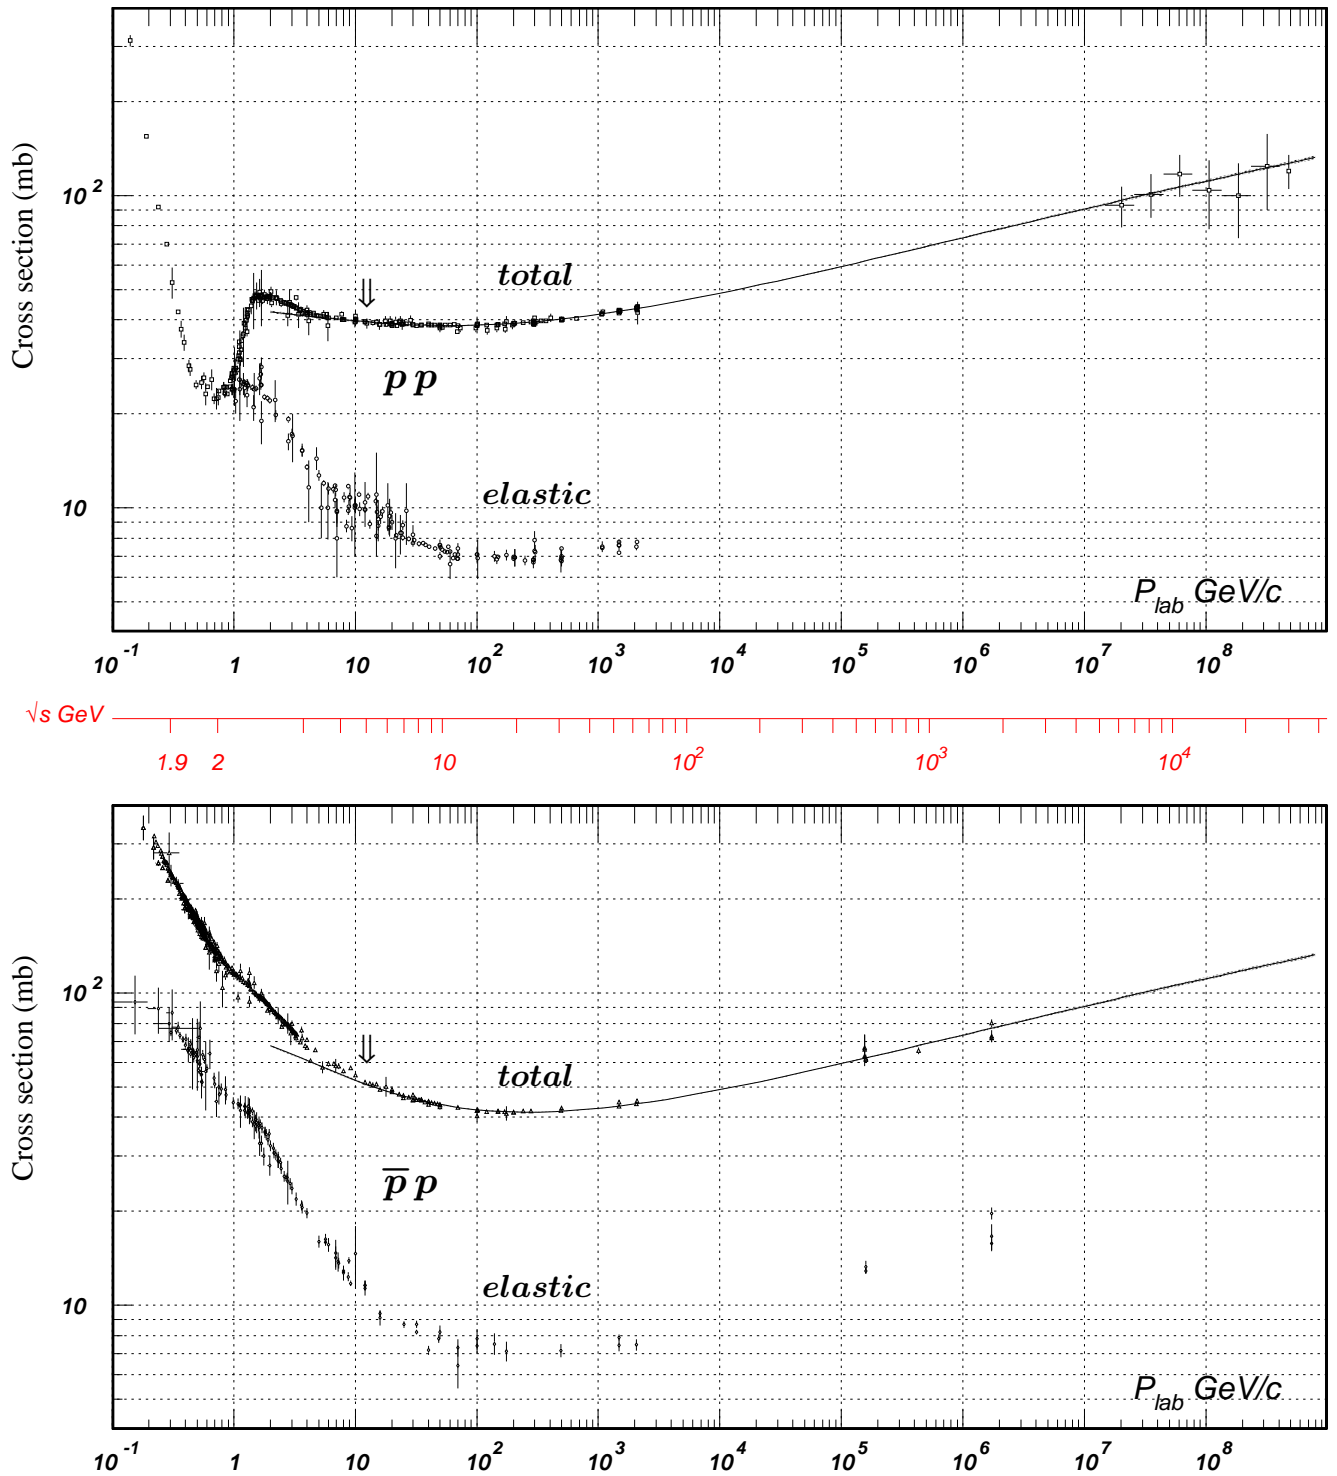 Cross section (mb)
10²
10
total
⇓
p p
elastic
P_lab GeV/c
10⁻¹ 1 10 10² 10³ 10⁴ 10⁵ 10⁶ 10⁷ 10⁸
√s GeV
1.9 2 10 10² 10³ 10⁴
Cross section (mb)
10²
10
⇓
total
p̅ p
elastic
P_lab GeV/c
10⁻¹ 1 10 10² 10³ 10⁴ 10⁵ 10⁶ 10⁷ 10⁸